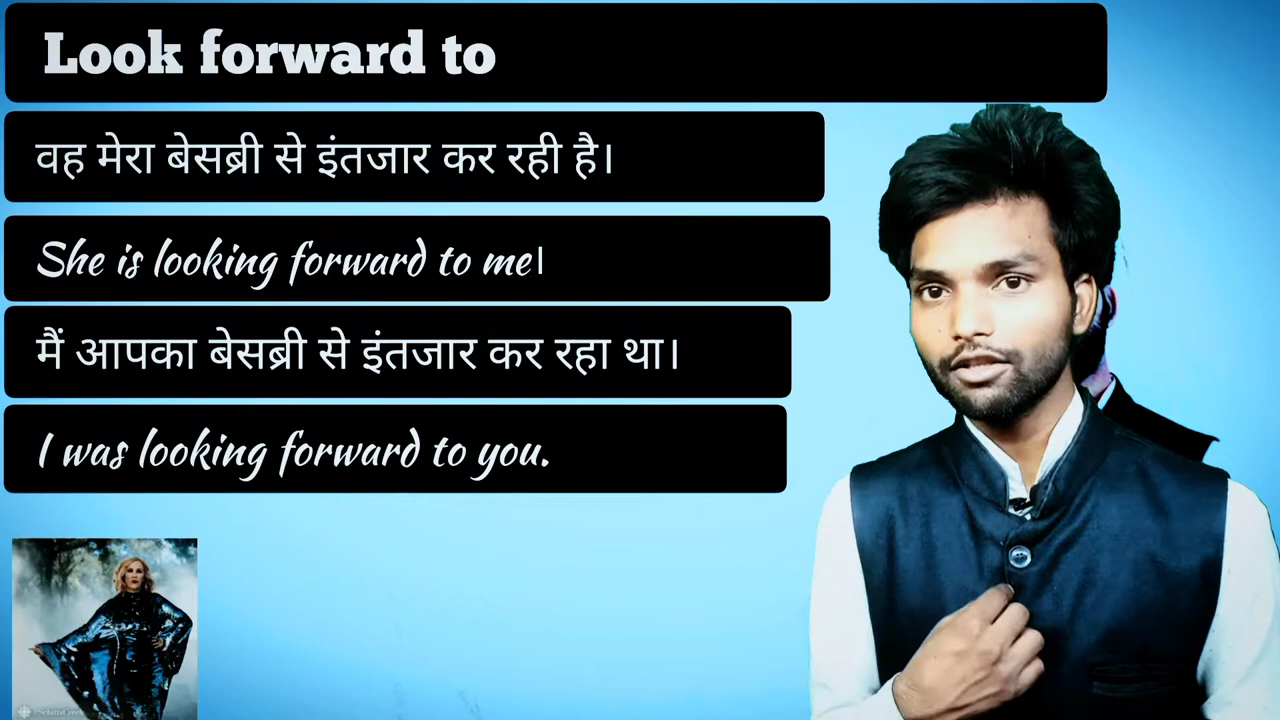 Look forward to
वह मेरा बेसब्री से इंतजार कर रही है।
She is looking forward to me।
मैं आपका बेसब्री से इंतजार कर रहा था।
I was looking forward to you.